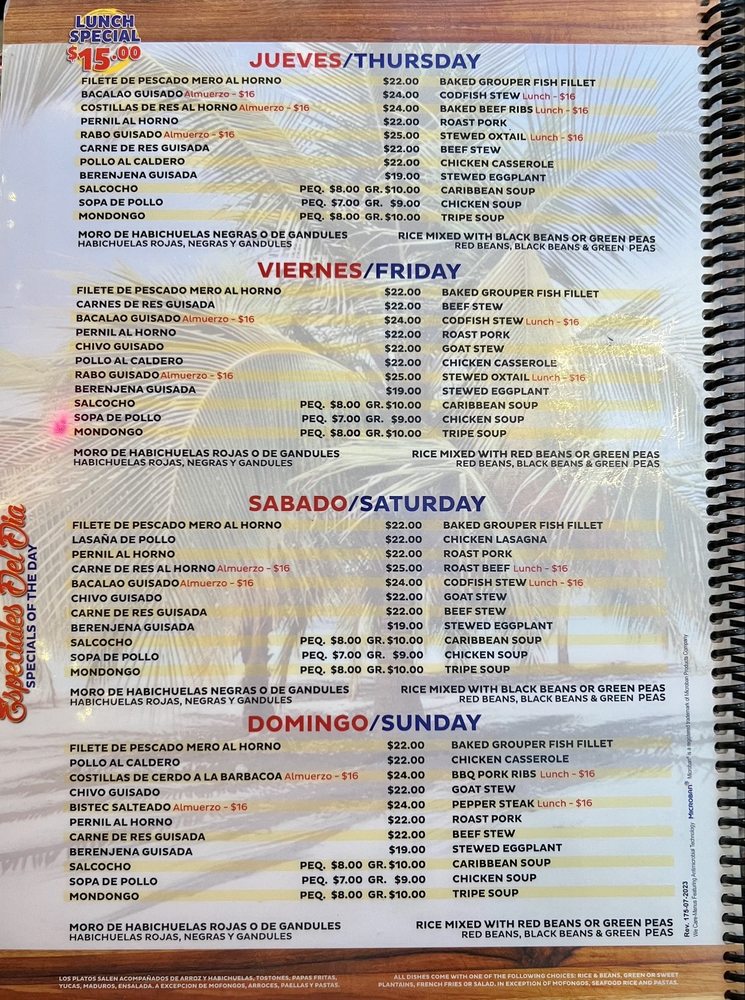 LUNCH
SPECIAL
$15.00
JUEVES/THURSDAY
FILETE DE PESCADO MERO AL HORNO $22.00 BAKED GROUPER FISH FILLET
BACALAO GUISADO Almuerzo - $16 $24.00 CODFISH STEW Lunch - $16
COSTILLAS DE RES AL HORNO Almuerzo - $16 $24.00 BAKED BEEF RIBS Lunch - $16
PERNIL AL HORNO $22.00 ROAST PORK
RABO GUISADO Almuerzo - $16 $25.00 STEWED OXTAIL Lunch - $16
CARNE DE RES GUISADA $22.00 BEEF STEW
POLLO AL CALDERO $22.00 CHICKEN CASSEROLE
BERENJENA GUISADA $19.00 STEWED EGGPLANT
SALCOCHO PEQ. $8.00 GR. $10.00 CARIBBEAN SOUP
SOPA DE POLLO PEQ. $7.00 GR. $9.00 CHICKEN SOUP
MONDONGO PEQ. $8.00 GR. $10.00 TRIPE SOUP
MORO DE HABICHUELAS NEGRAS O DE GANDULES RICE MIXED WITH BLACK BEANS OR GREEN PEAS
HABICHUELAS ROJAS, NEGRAS Y GANDULES RED BEANS, BLACK BEANS & GREEN PEAS
VIERNES/FRIDAY
FILETE DE PESCADO MERO AL HORNO $22.00 BAKED GROUPER FISH FILLET
CARNES DE RES GUISADA $22.00 BEEF STEW
BACALAO GUISADO Almuerzo - $16 $24.00 CODFISH STEW Lunch - $16
PERNIL AL HORNO $22.00 ROAST PORK
CHIVO GUISADO $22.00 GOAT STEW
POLLO AL CALDERO $22.00 CHICKEN CASSEROLE
RABO GUISADO Almuerzo - $16 $25.00 STEWED OXTAIL Lunch - $16
BERENJENA GUISADA $19.00 STEWED EGGPLANT
SALCOCHO PEQ. $8.00 GR. $10.00 CARIBBEAN SOUP
SOPA DE POLLO PEQ. $7.00 GR. $9.00 CHICKEN SOUP
MONDONGO PEQ. $8.00 GR. $10.00 TRIPE SOUP
MORO DE HABICHUELAS ROJAS O DE GANDULES RICE MIXED WITH RED BEANS OR GREEN PEAS
HABICHUELAS ROJAS, NEGRAS Y GANDULES RED BEANS, BLACK BEANS & GREEN PEAS
SABADO/SATURDAY
FILETE DE PESCADO MERO AL HORNO $22.00 BAKED GROUPER FISH FILLET
LASAÑA DE POLLO $22.00 CHICKEN LASAGNA
PERNIL AL HORNO $22.00 ROAST PORK
CARNE DE RES AL HORNO Almuerzo - $16 $25.00 ROAST BEEF Lunch - $16
BACALAO GUISADO Almuerzo - $16 $24.00 CODFISH STEW Lunch - $16
CHIVO GUISADO $22.00 GOAT STEW
CARNE DE RES GUISADA $22.00 BEEF STEW
BERENJENA GUISADA $19.00 STEWED EGGPLANT
SALCOCHO PEQ. $8.00 GR. $10.00 CARIBBEAN SOUP
SOPA DE POLLO PEQ. $7.00 GR. $9.00 CHICKEN SOUP
MONDONGO PEQ. $8.00 GR. $10.00 TRIPE SOUP
MORO DE HABICHUELAS NEGRAS O DE GANDULES RICE MIXED WITH BLACK BEANS OR GREEN PEAS
HABICHUELAS ROJAS, NEGRAS Y GANDULES RED BEANS, BLACK BEANS & GREEN PEAS
DOMINGO/SUNDAY
FILETE DE PESCADO MERO AL HORNO $22.00 BAKED GROUPER FISH FILLET
POLLO AL CALDERO $22.00 CHICKEN CASSEROLE
COSTILLAS DE CERDO A LA BARBACOA Almuerzo - $16 $24.00 BBQ PORK RIBS Lunch - $16
CHIVO GUISADO $22.00 GOAT STEW
BISTEC SALTEADO Almuerzo - $16 $24.00 PEPPER STEAK Lunch - $16
PERNIL AL HORNO $22.00 ROAST PORK
CARNE DE RES GUISADA $22.00 BEEF STEW
BERENJENA GUISADA $19.00 STEWED EGGPLANT
SALCOCHO PEQ. $8.00 GR. $10.00 CARIBBEAN SOUP
SOPA DE POLLO PEQ. $7.00 GR. $9.00 CHICKEN SOUP
MONDONGO PEQ. $8.00 GR. $10.00 TRIPE SOUP
MORO DE HABICHUELAS ROJAS O DE GANDULES RICE MIXED WITH RED BEANS OR GREEN PEAS
HABICHUELAS ROJAS, NEGRAS Y GANDULES RED BEANS, BLACK BEANS & GREEN PEAS
Especiales Del Dia
SPECIALS OF THE DAY
Rev. 175-07-2023
We Care-Menus Featuring Antimicrobial Technology MICROBAN® Microban® is a registered trademark of Microban Products Company
LOS PLATOS SALEN ACOMPAÑADOS DE ARROZ Y HABICHUELAS, TOSTONES, PAPAS FRITAS,
YUCAS, MADUROS, ENSALADA. A EXCEPCION DE MOFONGOS, ARROCES, PAELLAS Y PASTAS.
ALL DISHES COME WITH ONE OF THE FOLLOWING CHOICES: RICE & BEANS, GREEN OR SWEET
PLANTAINS, FRENCH FRIES OR SALAD. IN EXCEPTION OF MOFONGOS, SEAFOOD RICE AND PASTAS.